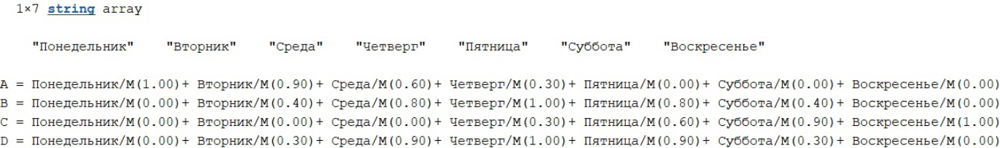 1×7 string array
"Понедельник" "Вторник" "Среда" "Четверг" "Пятница" "Суббота" "Воскресенье"
A = Понедельник/М(1.00)+ Вторник/М(0.90)+ Среда/М(0.60)+ Четверг/М(0.30)+ Пятница/М(0.00)+ Суббота/М(0.00)+ Воскресенье/М(0.00)
B = Понедельник/М(0.00)+ Вторник/М(0.40)+ Среда/М(0.80)+ Четверг/М(1.00)+ Пятница/М(0.80)+ Суббота/М(0.40)+ Воскресенье/М(0.00)
C = Понедельник/М(0.00)+ Вторник/М(0.00)+ Среда/М(0.00)+ Четверг/М(0.30)+ Пятница/М(0.60)+ Суббота/М(0.90)+ Воскресенье/М(1.00)
D = Понедельник/М(0.00)+ Вторник/М(0.30)+ Среда/М(0.90)+ Четверг/М(1.00)+ Пятница/М(0.90)+ Суббота/М(0.30)+ Воскресенье/М(0.00)